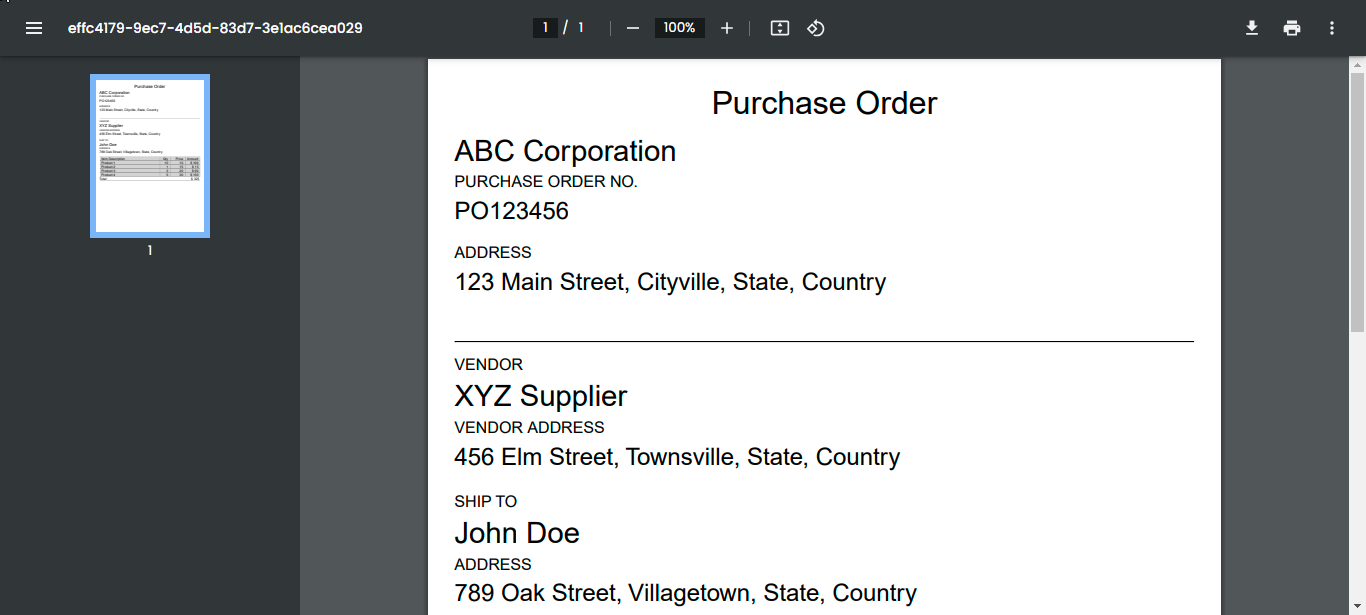 effc4179-9ec7-4d5d-83d7-3e1ac6cea029
1 / 1
100%
Purchase Order
ABC Corporation
PURCHASE ORDER NO.
PO123456
ADDRESS
123 Main Street, Cityville, State, Country
VENDOR
XYZ Supplier
VENDOR ADDRESS
456 Elm Street, Townsville, State, Country
SHIP TO
John Doe
ADDRESS
789 Oak Street, Villagetown, State, Country
1